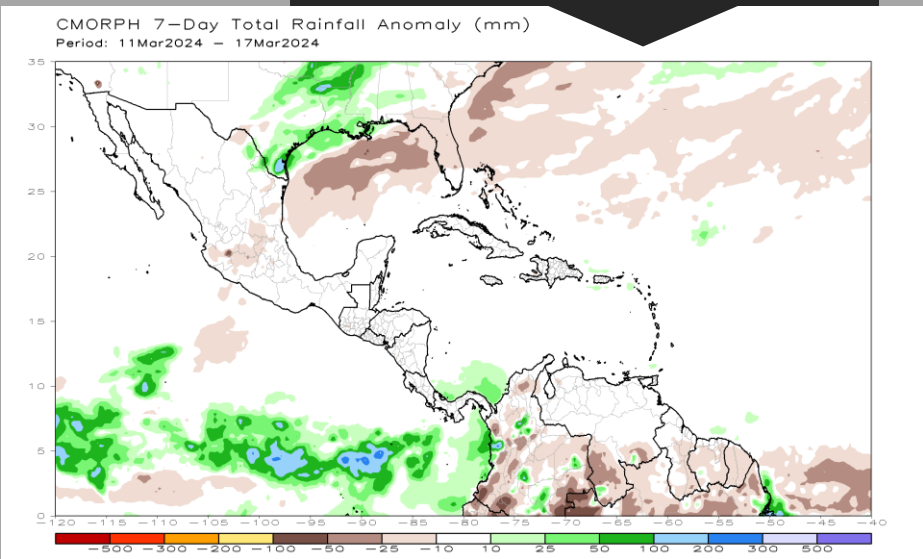 CMORPH 7-Day Total Rainfall Anomaly (mm)
Period: 11Mar2024 - 17Mar2024
35
30
25
20
15
10
5
0
-120 -115 -110 -105 -100 -95 -90 -85 -80 -75 -70 -65 -60 -55 -50 -45 -40
-500 -300 -200 -100 -50 -25 -10 10 25 50 100 200 300 500